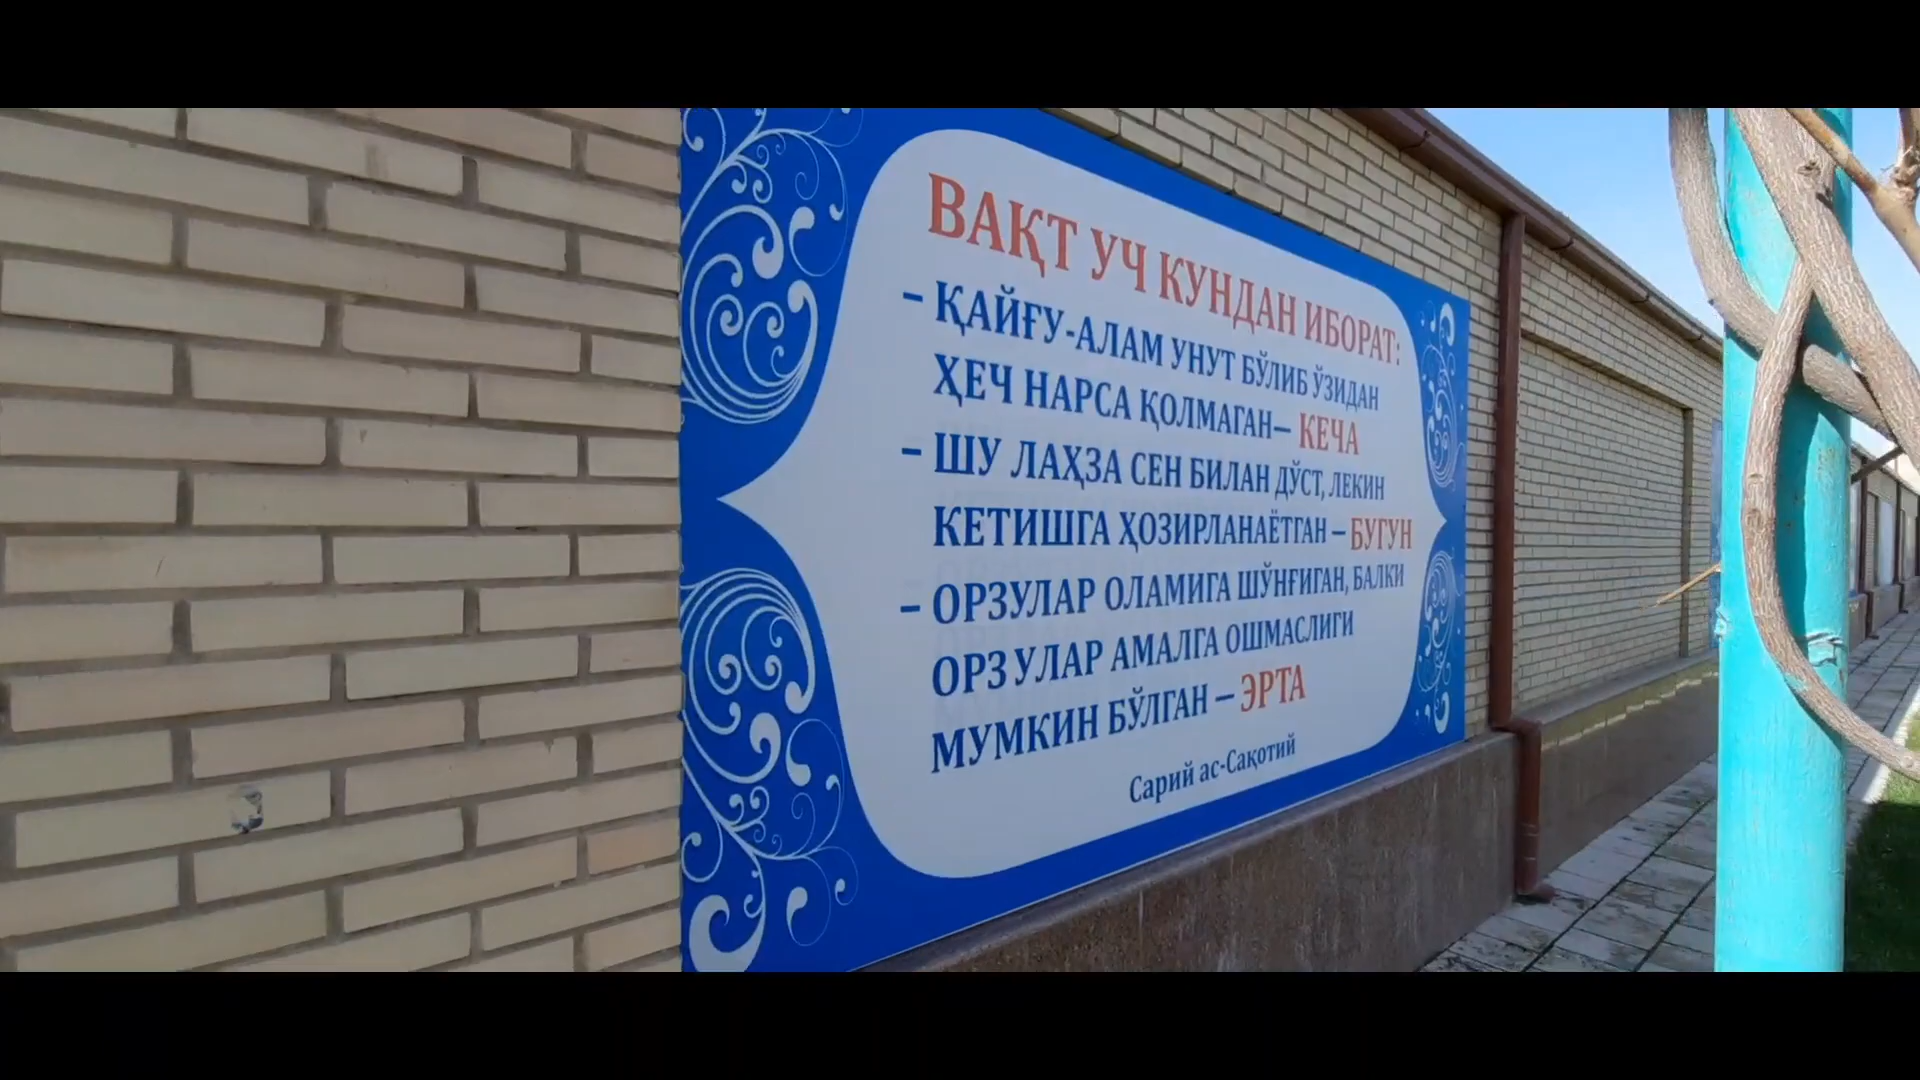 ВАҚТ УЧ КУНДАН ИБОРАТ:
– ҚАЙҒУ-АЛАМ УНУТ БЎЛИБ ЎЗИДАН
ҲЕЧ НАРСА ҚОЛМАГАН– КЕЧА
– ШУ ЛАҲЗА СЕН БИЛАН ДЎСТ, ЛЕКИН
КЕТИШГА ҲОЗИРЛАНАЁТГАН – БУГУН
– ОРЗУЛАР ОЛАМИГА ШЎНҒИГАН, БАЛКИ
ОРЗУЛАР АМАЛГА ОШМАСЛИГИ
МУМКИН БЎЛГАН – ЭРТА
Сарий ас-Сақотий